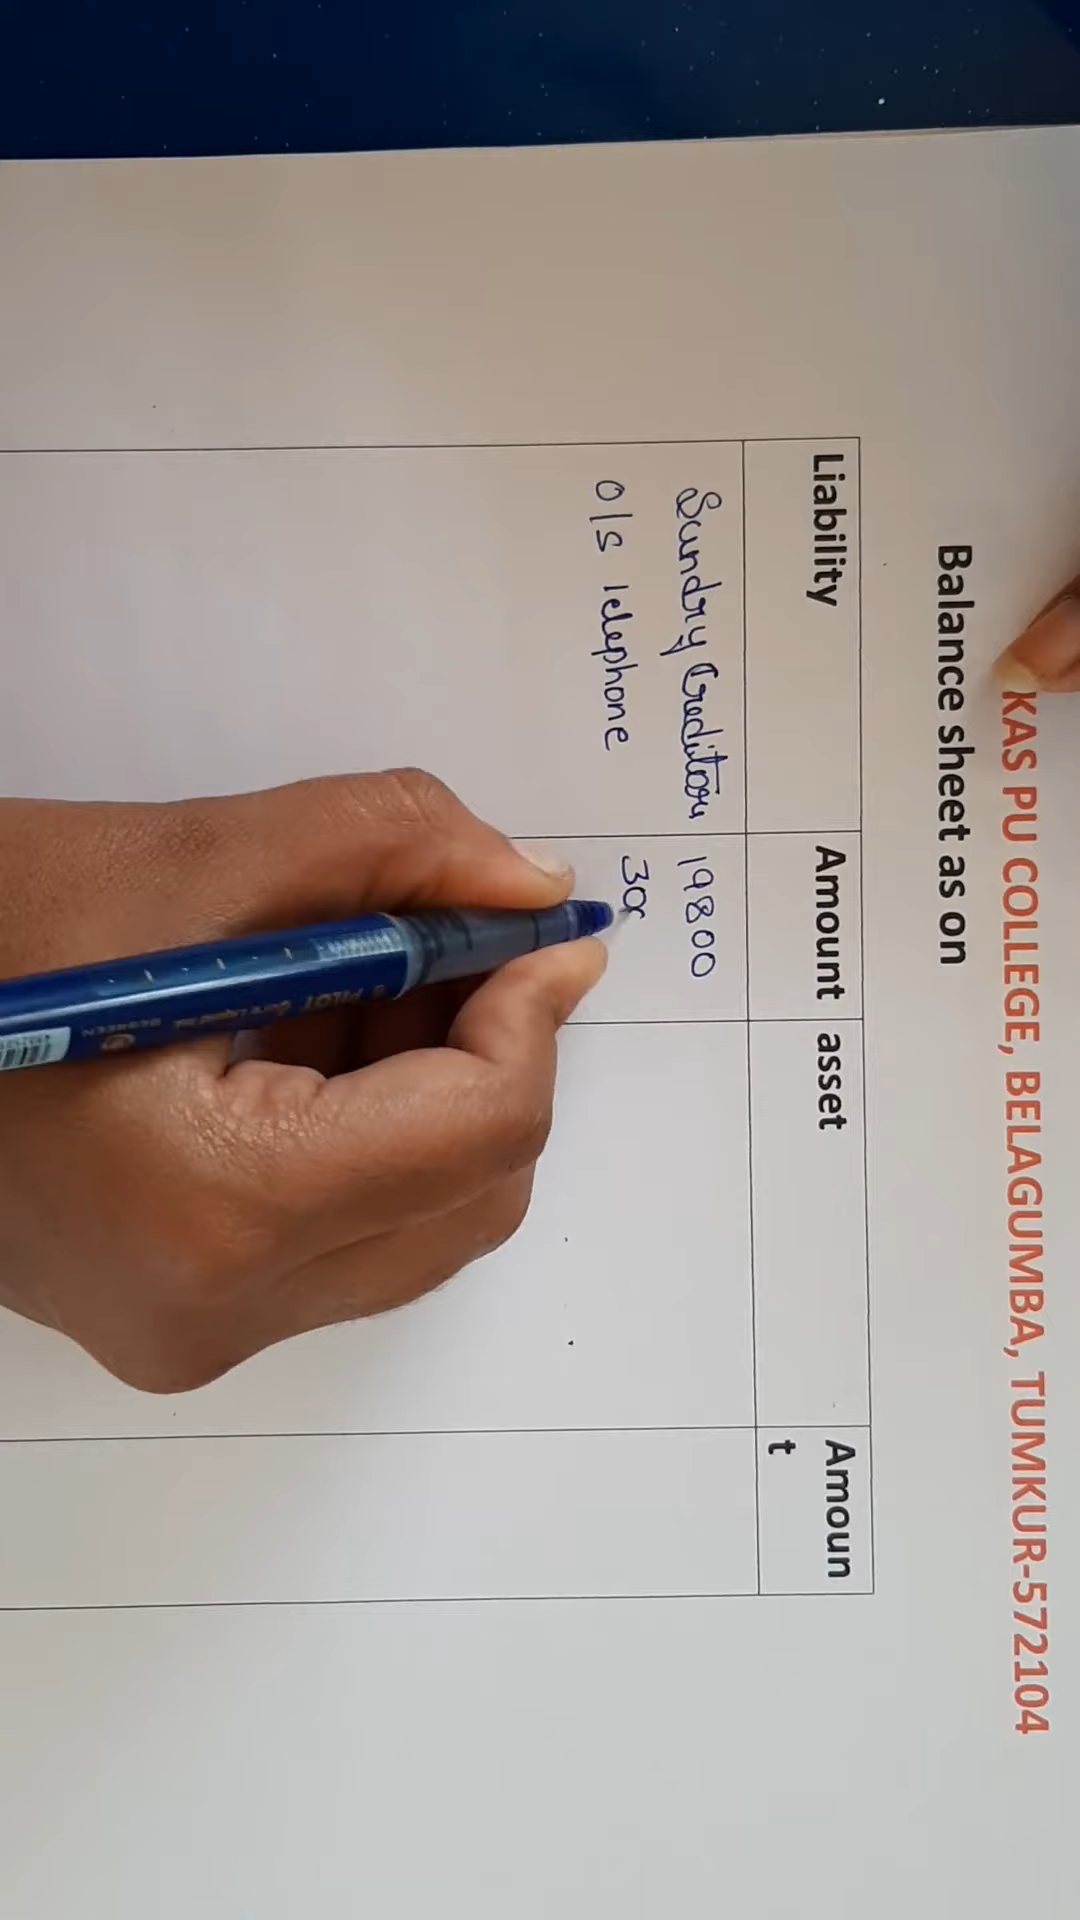 KAS PU COLLEGE, BELAGUMBA, TUMKUR-572104
Balance sheet as on
Liability Amount asset Amoun
t
Sundry Creditors 19800
O/S Telephone 30
PILOT